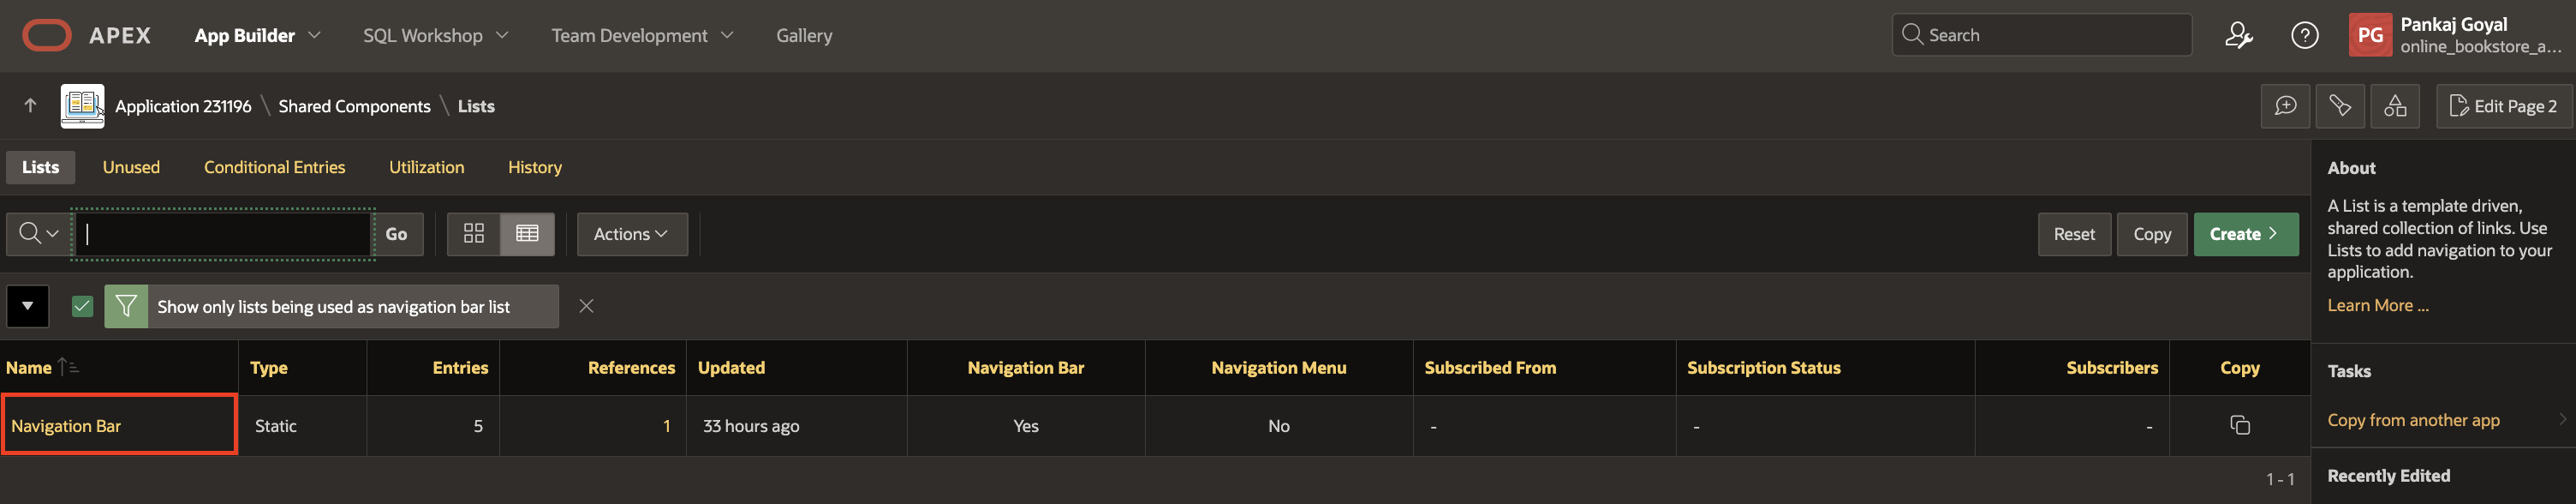 APEX App Builder SQL Workshop Team Development Gallery Search PG Pankaj Goyal
online_bookstore_a...
Application 231196 \ Shared Components \ Lists Edit Page 2
Lists Unused Conditional Entries Utilization History
Go Actions Reset Copy Create
Show only lists being used as navigation bar list
Name Type Entries References Updated Navigation Bar Navigation Menu Subscribed From Subscription Status Subscribers Copy
Navigation Bar Static 5 1 33 hours ago Yes No - - -
1 - 1
About
A List is a template driven,
shared collection of links. Use
Lists to add navigation to your
application.
Learn More ...
Tasks
Copy from another app
Recently Edited